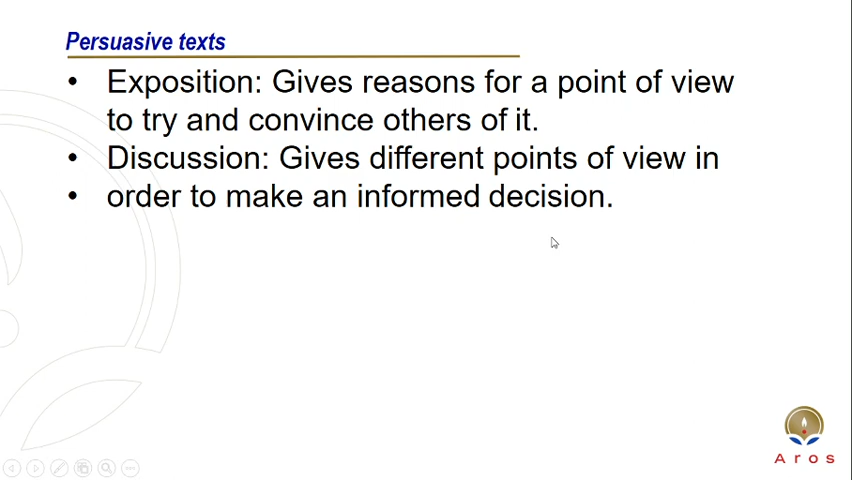 Persuasive texts
• Exposition: Gives reasons for a point of view
to try and convince others of it.
• Discussion: Gives different points of view in
• order to make an informed decision.
Aros